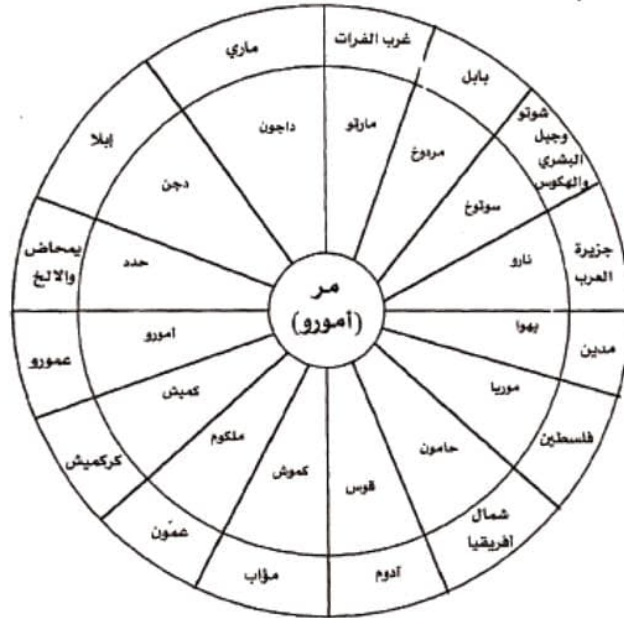 غرب الفرات
مارتو
بابل
مردوخ
شوتو
وجبل
البشري
والهكوس
سوتوخ
جزيرة
العرب
نارو
مدين
يهوا
فلسطين
موريا
شمال
افريقيا
حامون
آدوم
قوس
مؤاب
كموش
عمّون
ملكوم
كركميش
كميش
عمورو
أمورو
يمحاض
والالخ
حدد
إبلا
دجن
ماري
داجون
مر
(أمورو)